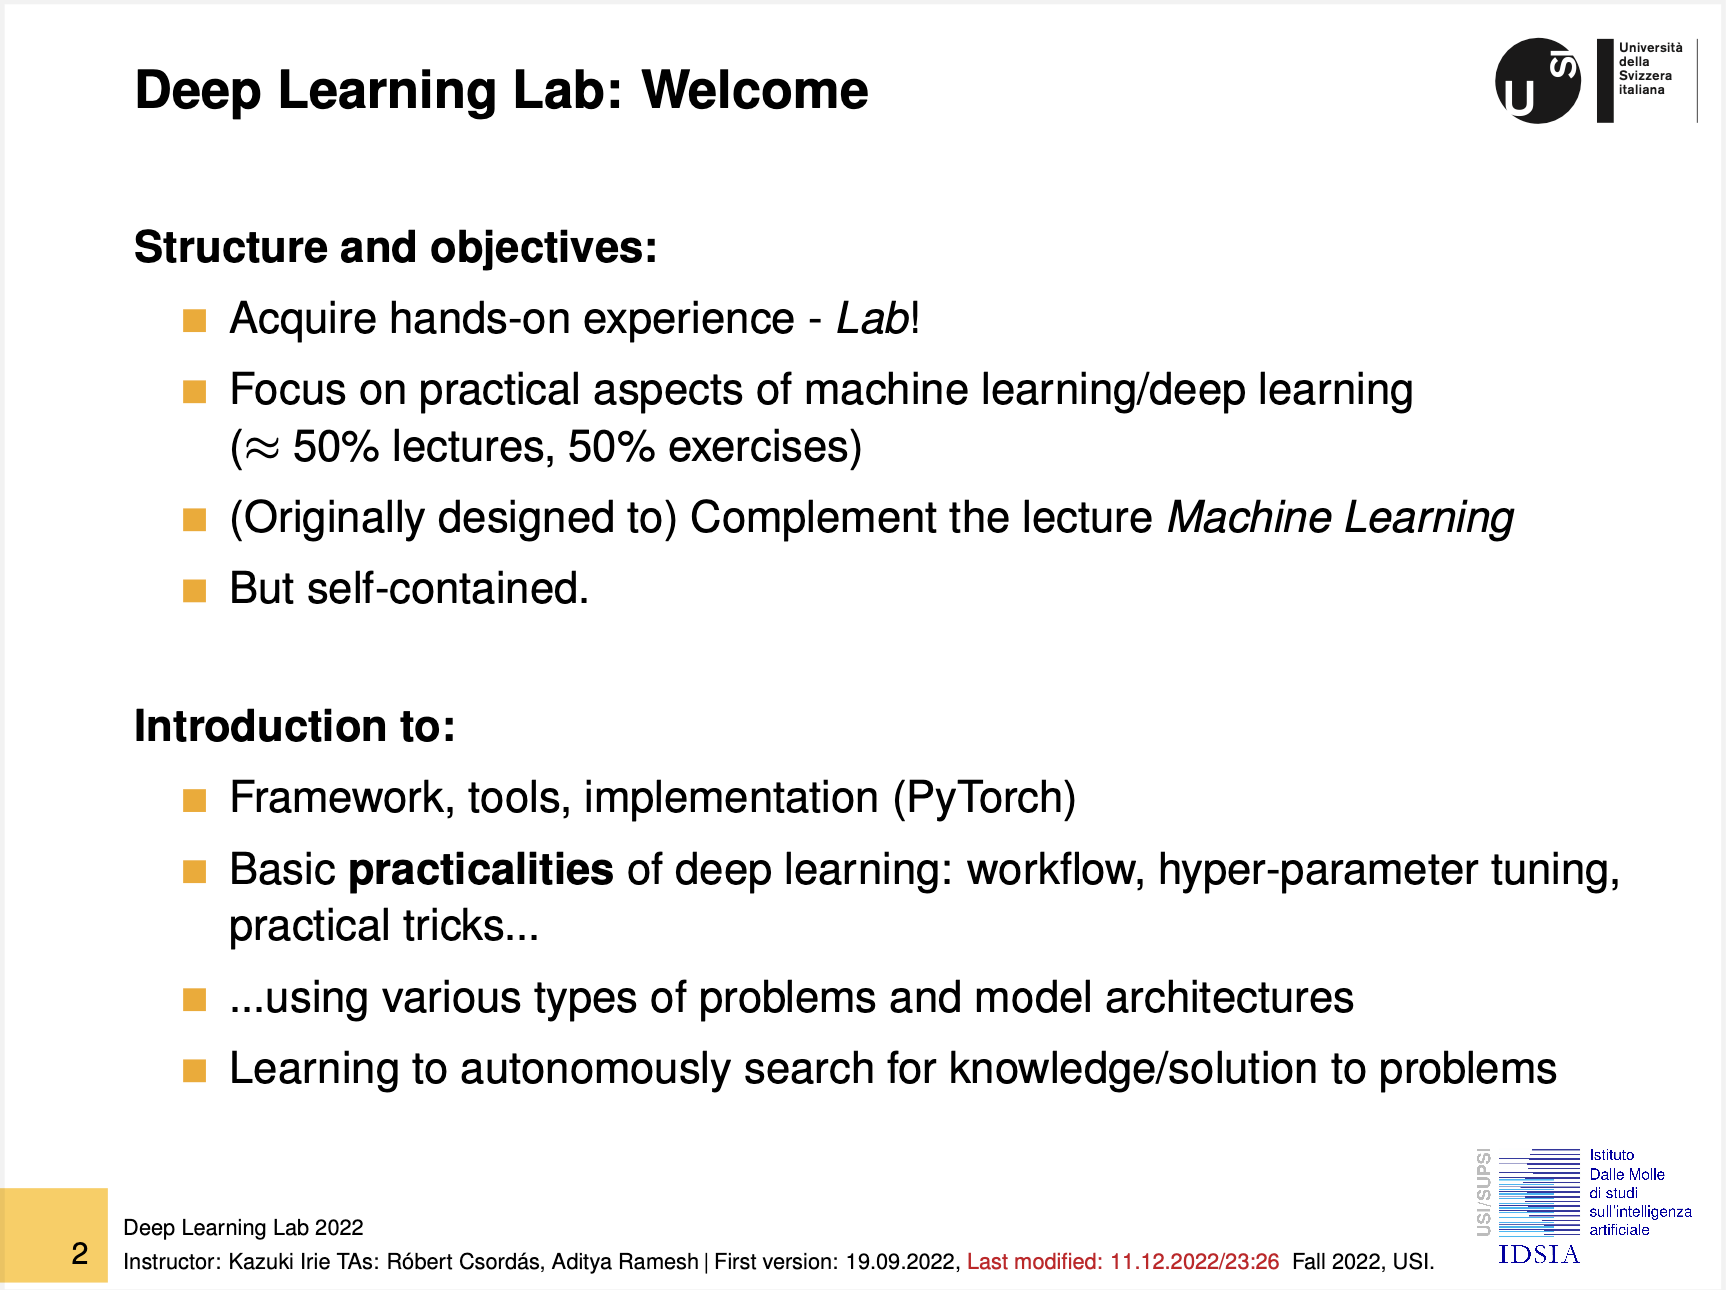 Deep Learning Lab: Welcome
U
SI
Università
della
Svizzera
italiana
Structure and objectives:
Acquire hands-on experience - Lab!
Focus on practical aspects of machine learning/deep learning
(≈ 50% lectures, 50% exercises)
(Originally designed to) Complement the lecture Machine Learning
But self-contained.
Introduction to:
Framework, tools, implementation (PyTorch)
Basic practicalities of deep learning: workflow, hyper-parameter tuning,
practical tricks...
...using various types of problems and model architectures
Learning to autonomously search for knowledge/solution to problems
2
Deep Learning Lab 2022
Instructor: Kazuki Irie TAs: Róbert Csordás, Aditya Ramesh | First version: 19.09.2022, Last modified: 11.12.2022/23:26 Fall 2022, USI.
USI/SUPSI
Istituto
Dalle Molle
di studi
sull'intelligenza
artificiale
IDSIA